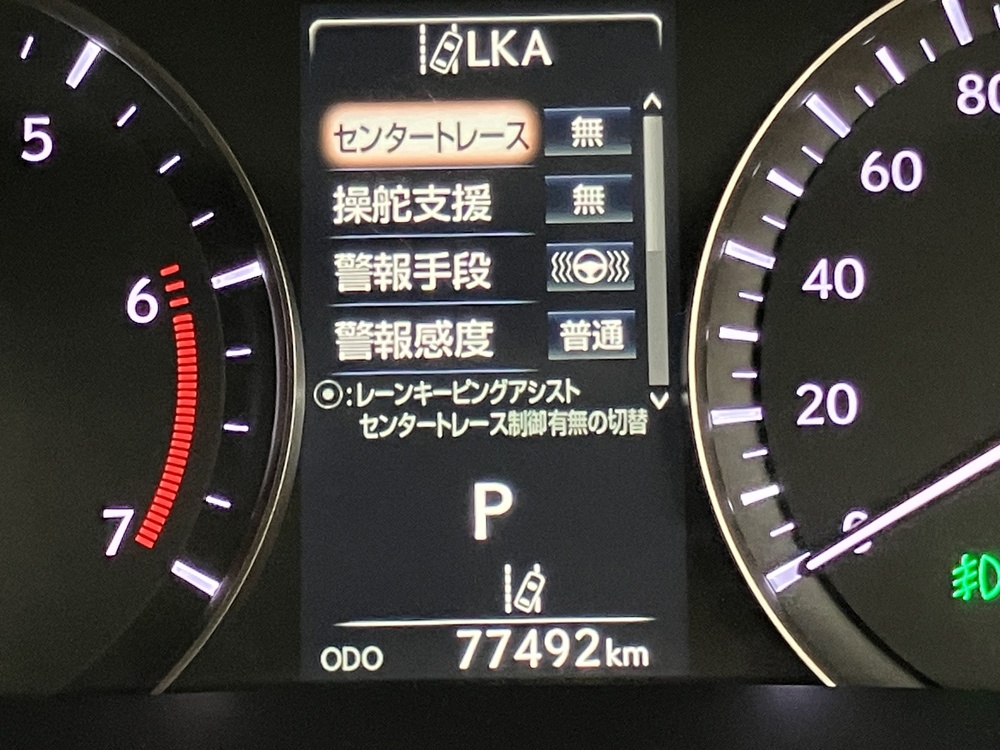 LKA
センタートレース 無
操舵支援 無
警報手段
警報感度 普通
◉:レーンキーピングアシスト
センタートレース制御有無の切替
P
ODO 77492km
5
6
7
80
60
40
20
0